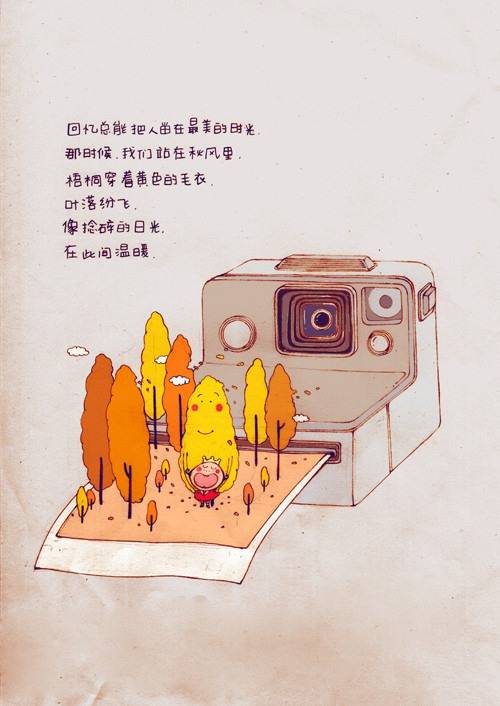 回忆总能把人留在最美的时光.
那时候.我们站在秋风里.
梧桐穿着黄色的毛衣.
叶落纷飞.
像捻碎的日光.
在此间温暖.